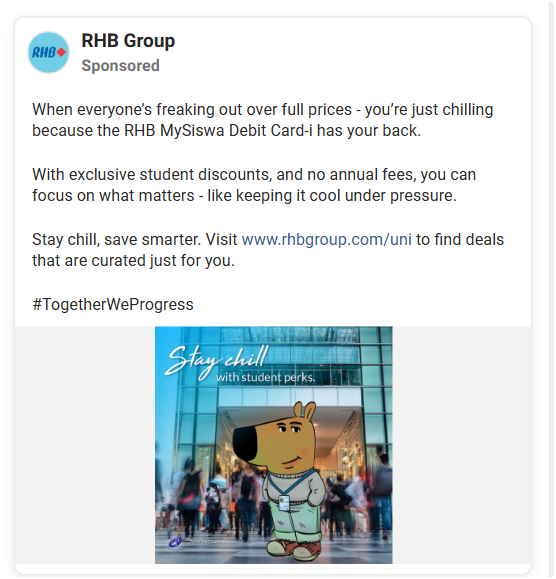 RHB
RHB Group
Sponsored
When everyone’s freaking out over full prices - you’re just chilling
because the RHB MySiswa Debit Card-i has your back.
With exclusive student discounts, and no annual fees, you can
focus on what matters - like keeping it cool under pressure.
Stay chill, save smarter. Visit www.rhbgroup.com/uni to find deals
that are curated just for you.
#TogetherWeProgress
Stay chill
with student perks.